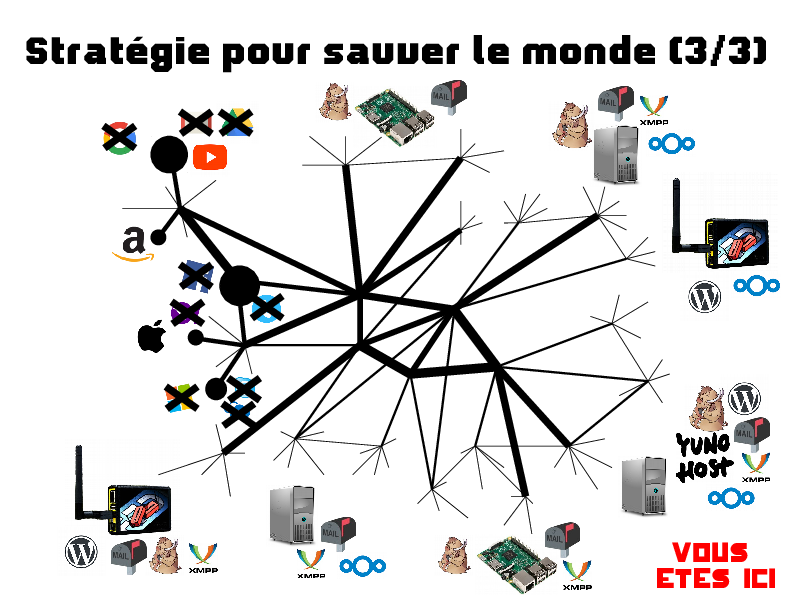 Stratégie pour sauver le monde (3/3)
MAIL
MAIL
XMPP
a
YUNO
HOST
MAIL
XMPP
MAIL
XMPP
MAIL
XMPP
MAIL
XMPP
VOUS
ETES ICI